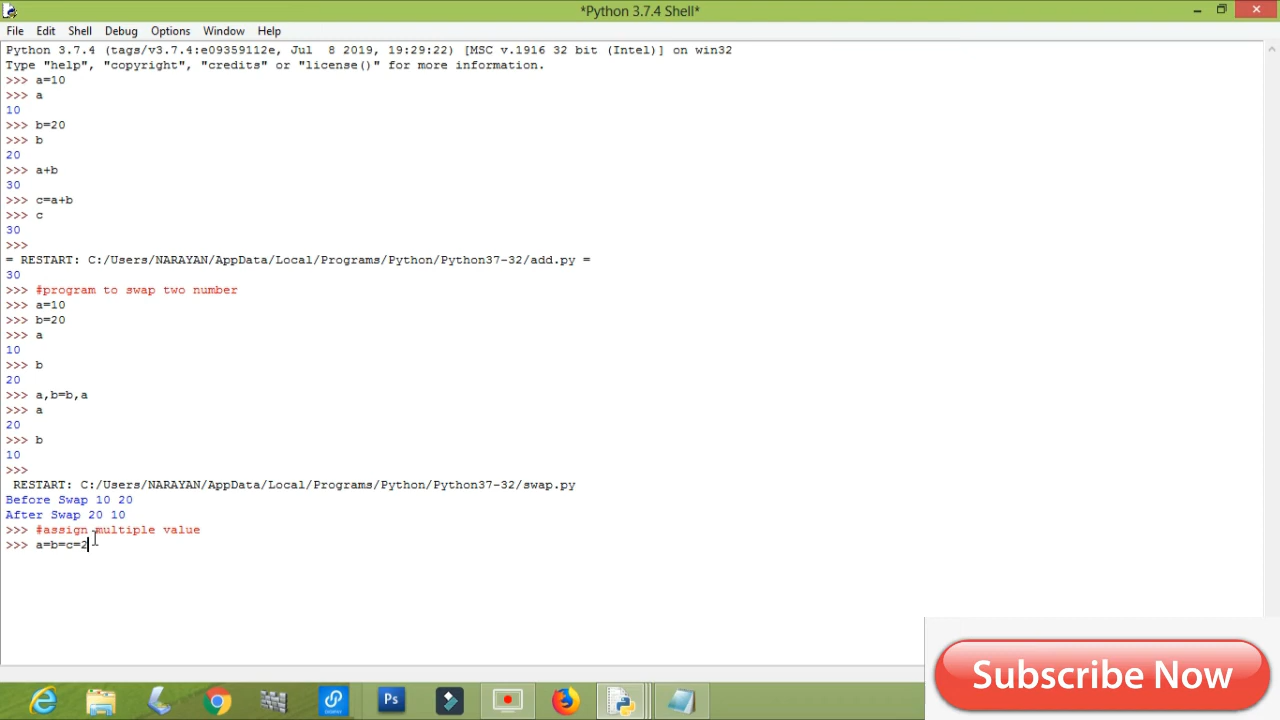 *Python 3.7.4 Shell*
File Edit Shell Debug Options Window Help
Python 3.7.4 (tags/v3.7.4:e09359112e, Jul  8 2019, 19:29:22) [MSC v.1916 32 bit (Intel)] on win32
Type "help", "copyright", "credits" or "license()" for more information.
>>> a=10
>>> a
10
>>> b=20
>>> b
20
>>> a+b
30
>>> c=a+b
>>> c
30
>>>
= RESTART: C:/Users/NARAYAN/AppData/Local/Programs/Python/Python37-32/add.py =
30
>>> #program to swap two number
>>> a=10
>>> b=20
>>> a
10
>>> b
20
>>> a,b=b,a
>>> a
20
>>> b
10
>>>
 RESTART: C:/Users/NARAYAN/AppData/Local/Programs/Python/Python37-32/swap.py
Before Swap 10 20
After Swap 20 10
>>> #assign multiple value
>>> a=b=c=2
Subscribe Now
Ps